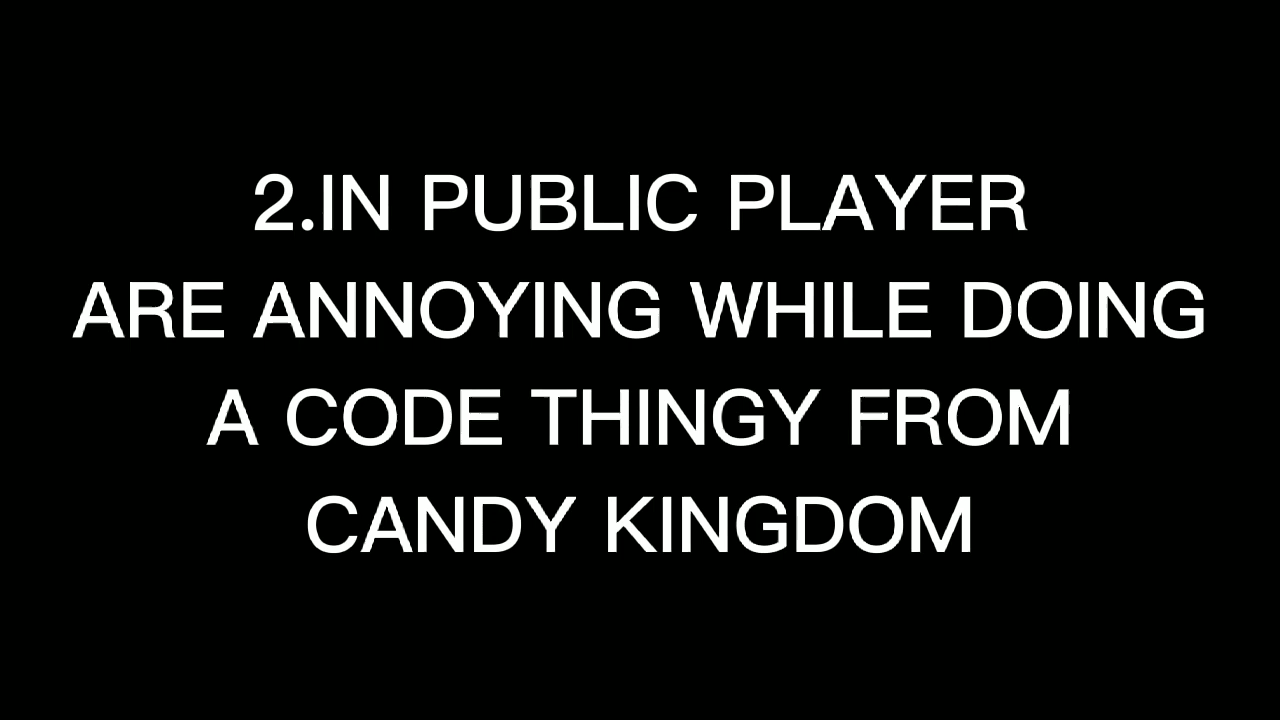 2.IN PUBLIC PLAYER
ARE ANNOYING WHILE DOING
A CODE THINGY FROM
CANDY KINGDOM